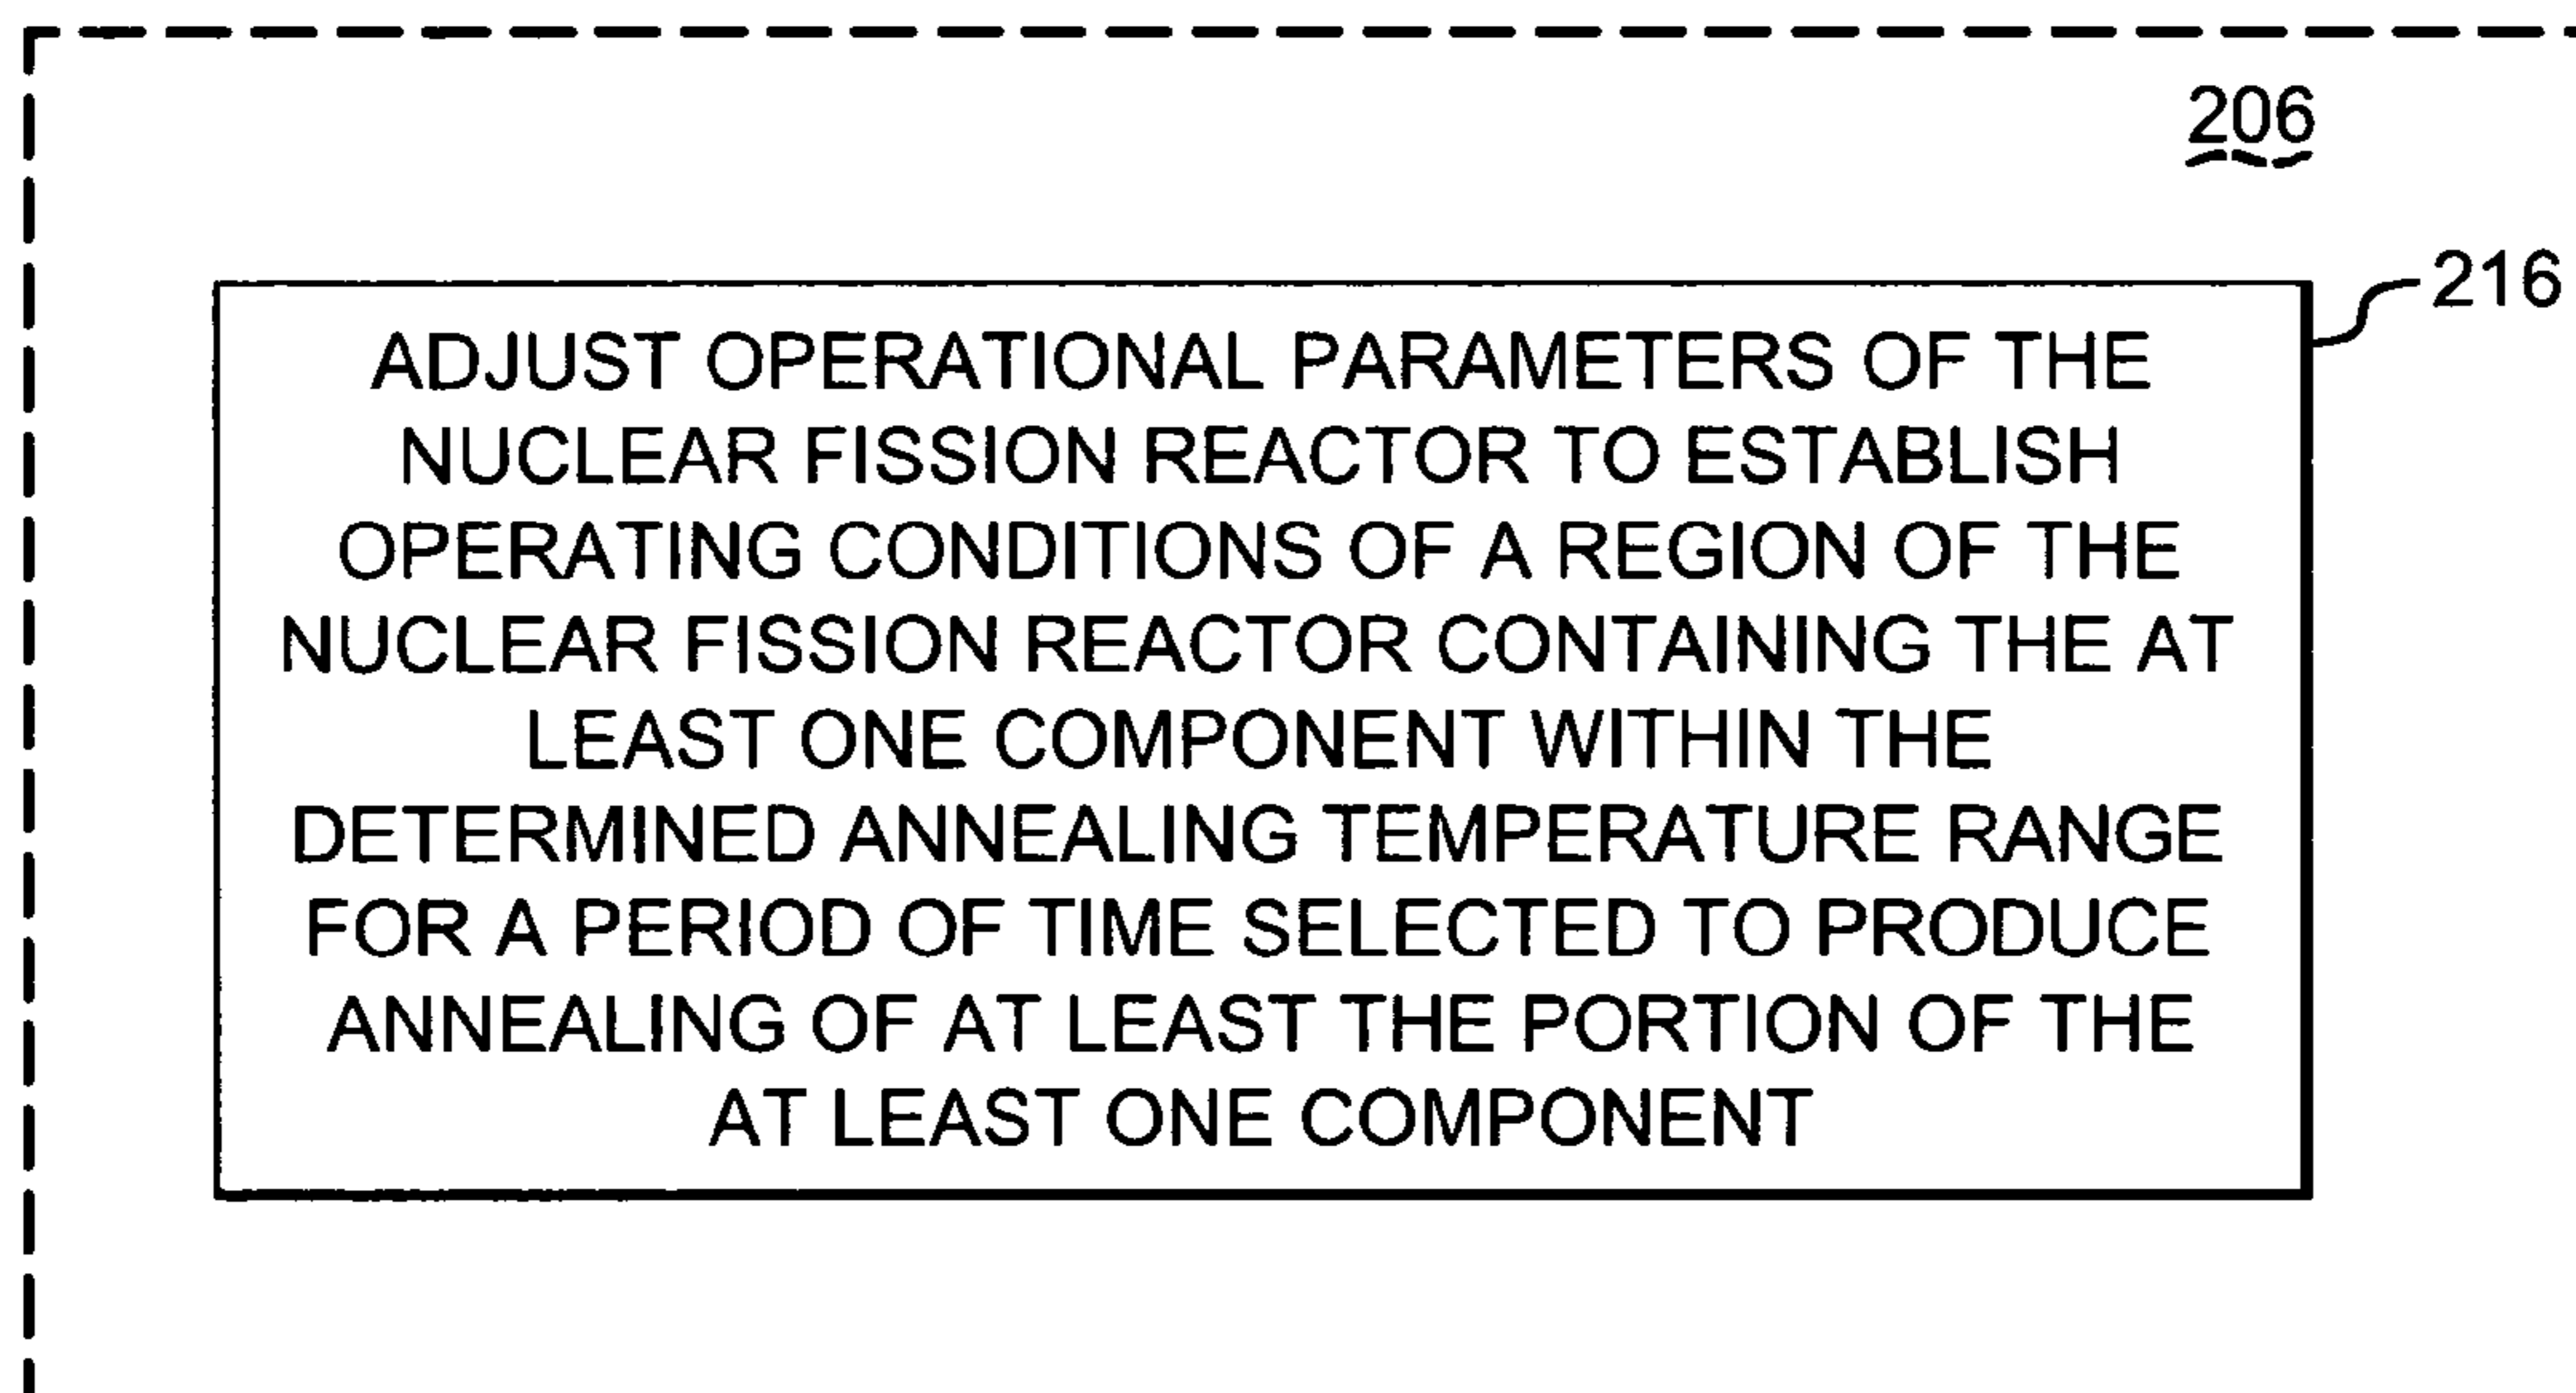 206
216
ADJUST OPERATIONAL PARAMETERS OF THE
NUCLEAR FISSION REACTOR TO ESTABLISH
OPERATING CONDITIONS OF A REGION OF THE
NUCLEAR FISSION REACTOR CONTAINING THE AT
LEAST ONE COMPONENT WITHIN THE
DETERMINED ANNEALING TEMPERATURE RANGE
FOR A PERIOD OF TIME SELECTED TO PRODUCE
ANNEALING OF AT LEAST THE PORTION OF THE
AT LEAST ONE COMPONENT